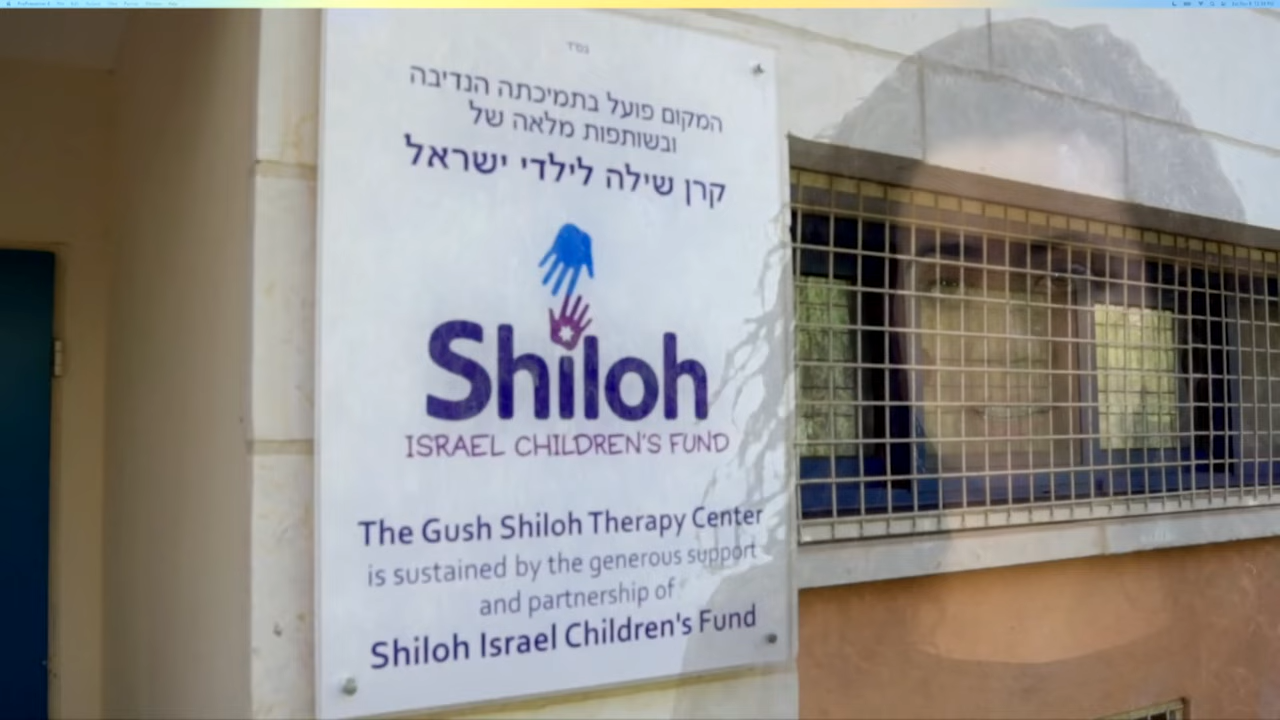 בס"ד
המקום פועל בתמיכתה הנדיבה
ובשותפות מלאה של
קרן שילה לילדי ישראל
Shiloh
ISRAEL CHILDREN'S FUND
The Gush Shiloh Therapy Center
is sustained by the generous support
and partnership of
Shiloh Israel Children's Fund